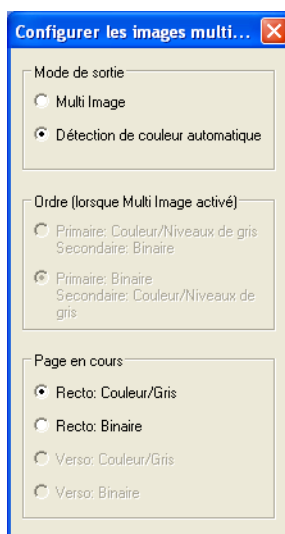 Configurer les images multi...
Mode de sortie
Multi Image
Détection de couleur automatique
Ordre (lorsque Multi Image activé)
Primaire: Couleur/Niveaux de gris
Secondaire: Binaire
Primaire: Binaire
Secondaire: Couleur/Niveaux de
gris
Page en cours
Recto: Couleur/Gris
Recto: Binaire
Verso: Couleur/Gris
Verso: Binaire